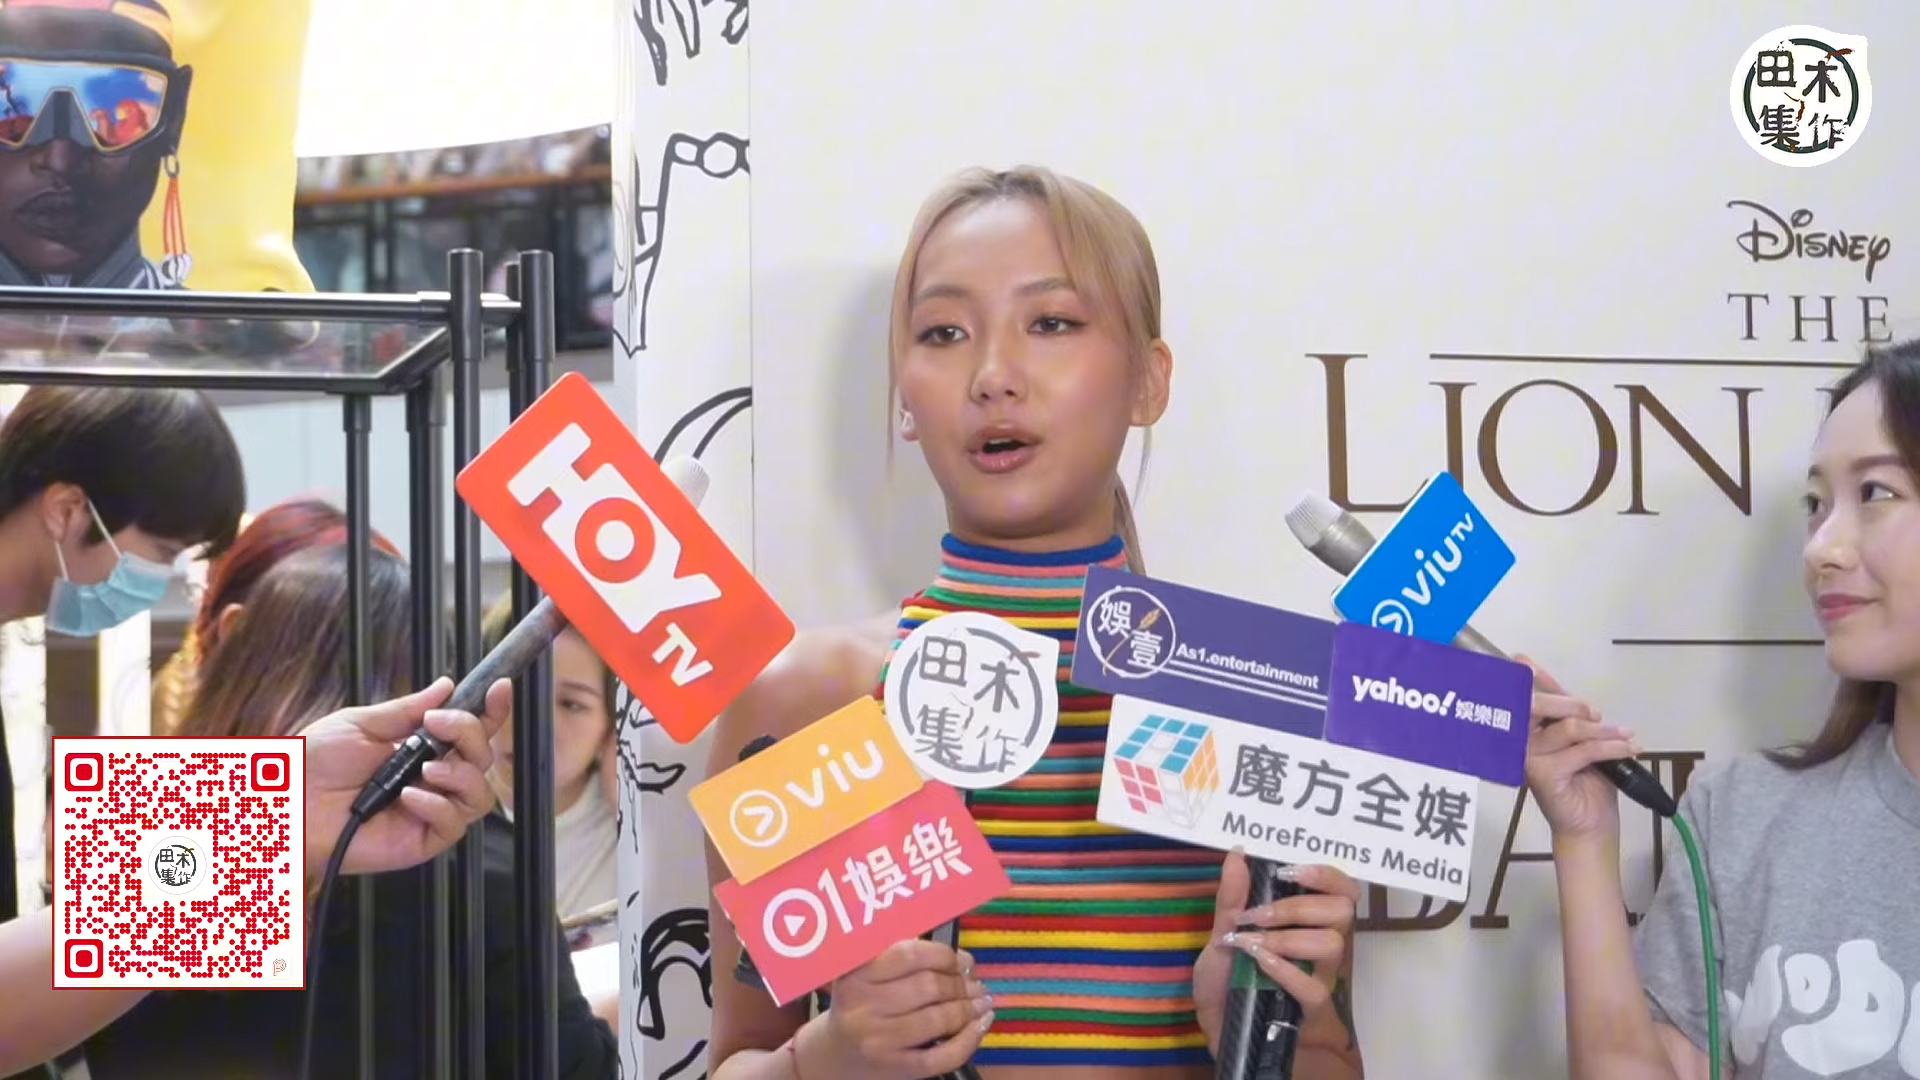 田木
集作
DISNEY
THE
LION
HOY
TV
viu TV
娛壹
As1.entertainment
yahoo! 娛樂圈
田木
集作
viu
魔方全媒
MoreForms Media
01娛樂
田木
集作